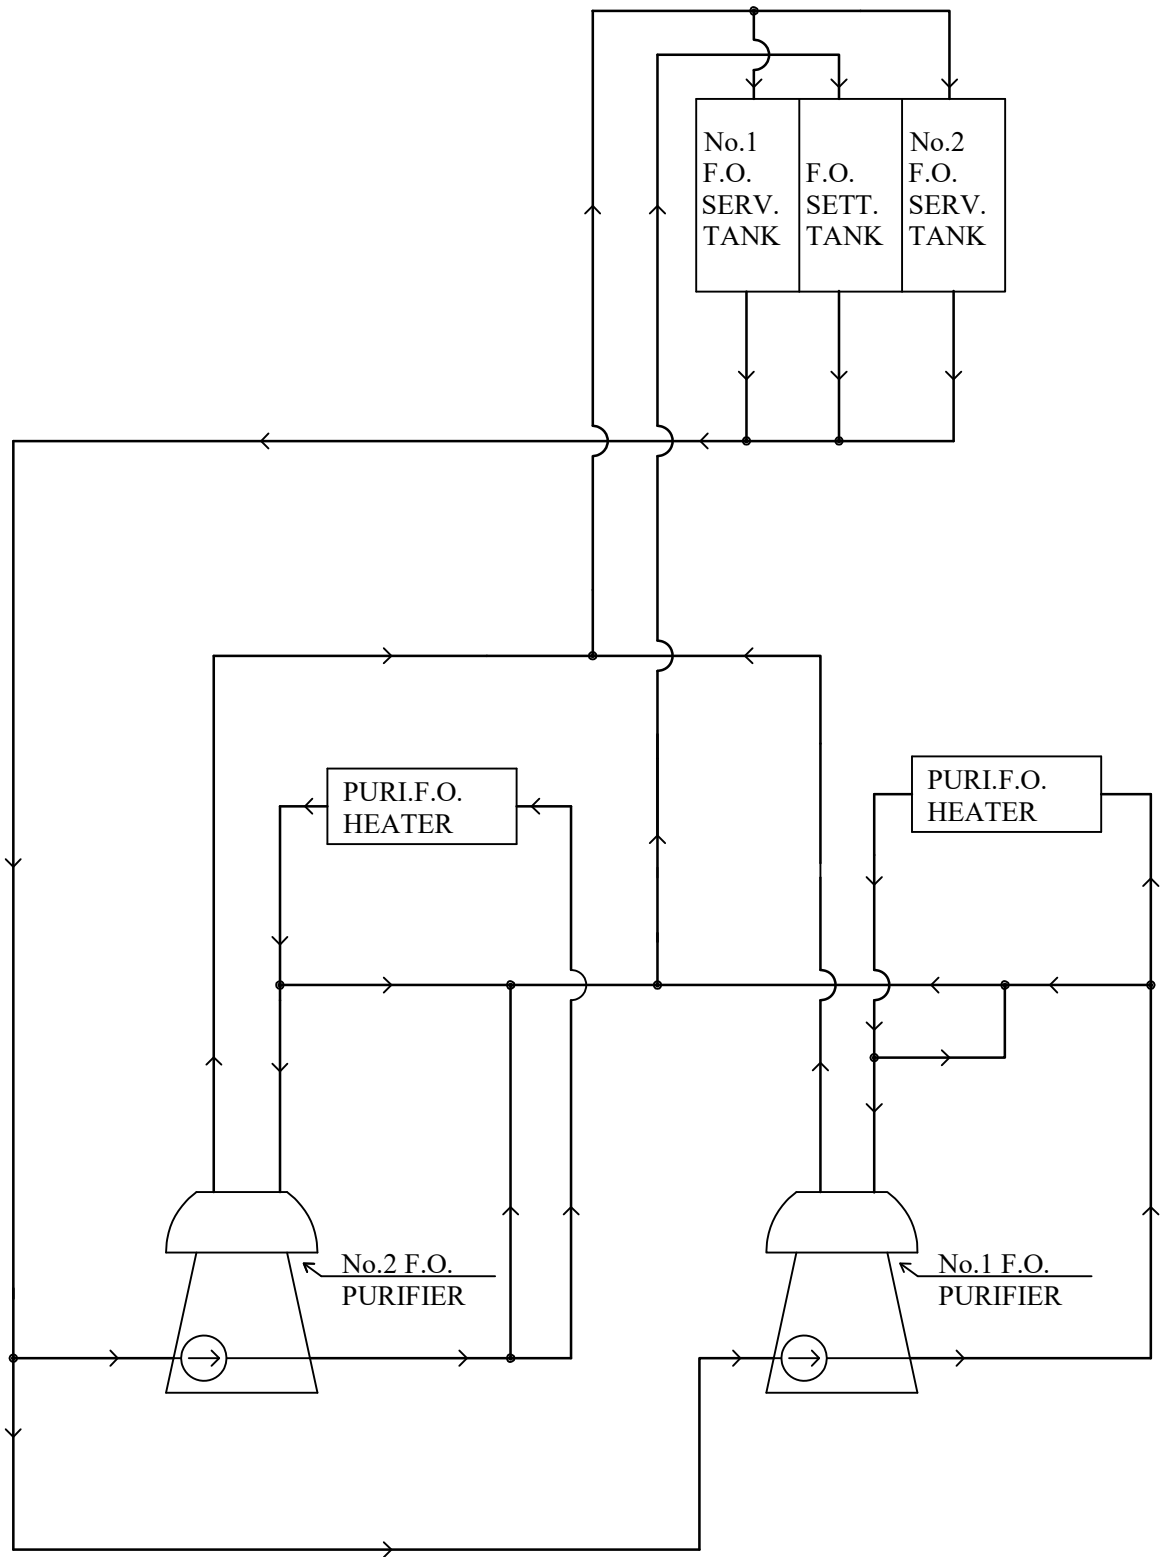 No.1
F.O.
SERV.
TANK
F.O.
SETT.
TANK
No.2
F.O.
SERV.
TANK
PURI.F.O.
HEATER
PURI.F.O.
HEATER
No.2 F.O.
PURIFIER
No.1 F.O.
PURIFIER